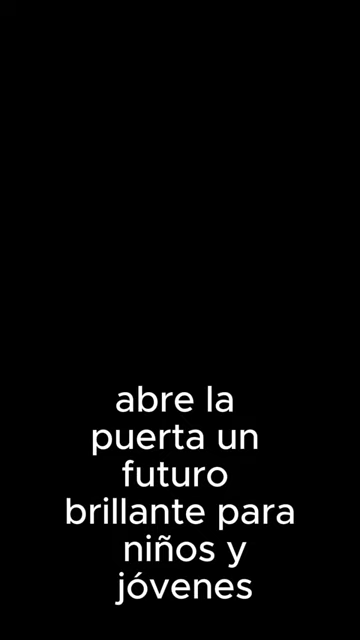 abre la
puerta un
futuro
brillante para
niños y
jóvenes